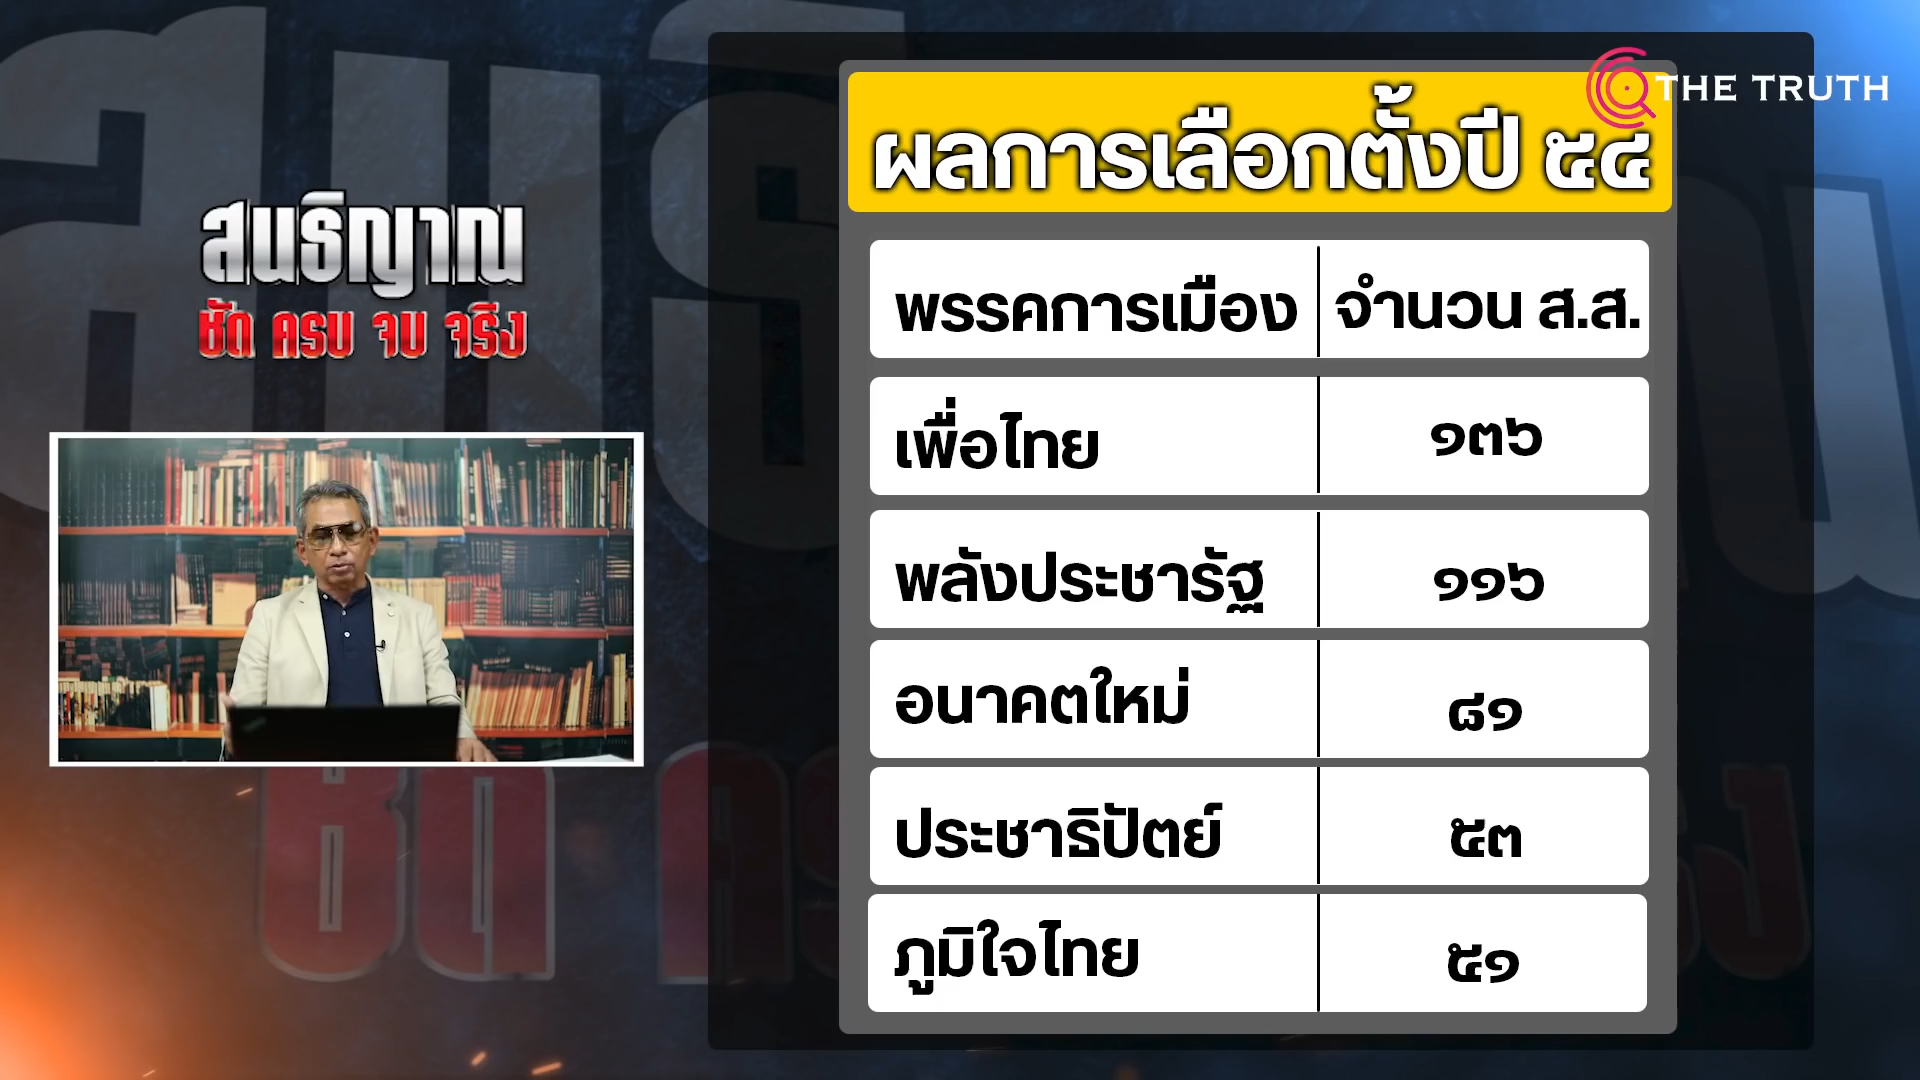 THE TRUTH
ผลการเลือกตั้งปี ๕๔
สนธิญาณ
ชัด ครบ จบ จริง
พรรคการเมือง จำนวน ส.ส.
เพื่อไทย ๑๓๖
พลังประชารัฐ ๑๑๖
อนาคตใหม่ ๘๑
ประชาธิปัตย์ ๕๓
ภูมิใจไทย ๕๑